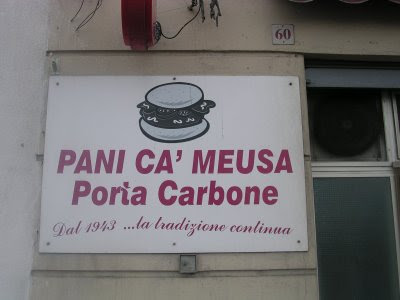 60
PANI CA' MEUSA
Porta Carbone
Dal 1943 ...la tradizione continua